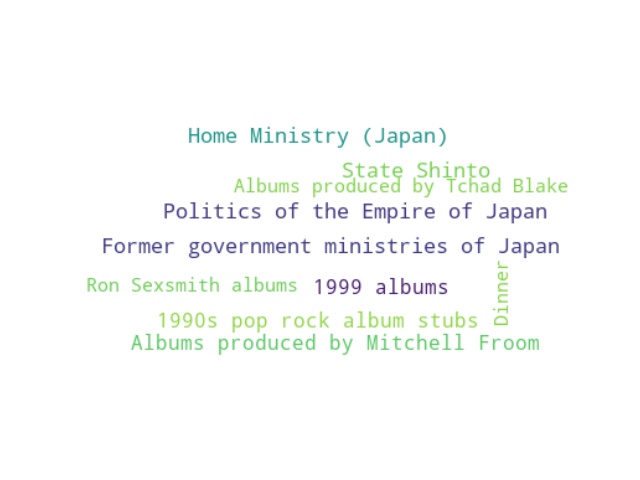 Home Ministry (Japan)
State Shinto
Albums produced by Tchad Blake
Politics of the Empire of Japan
Former government ministries of Japan
Ron Sexsmith albums
1999 albums
Dinner
1990s pop rock album stubs
Albums produced by Mitchell Froom